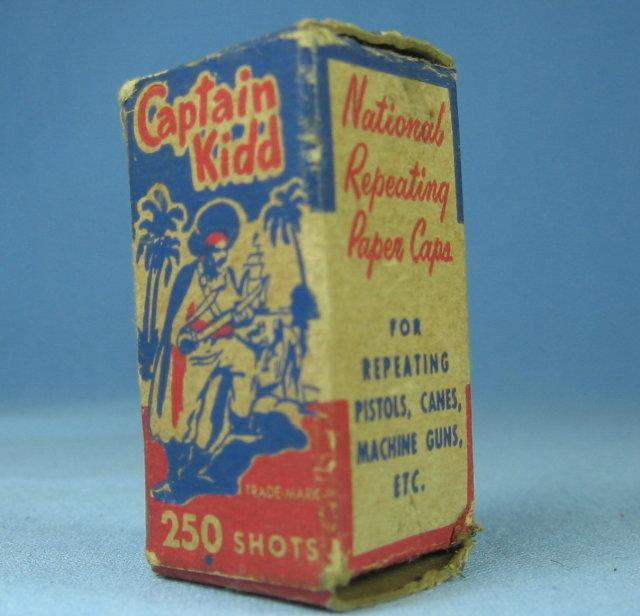 Captain
Kidd
TRADE-MARK
250 SHOTS
National
Repeating
Paper Caps
FOR
REPEATING
PISTOLS, CANES,
MACHINE GUNS,
ETC.